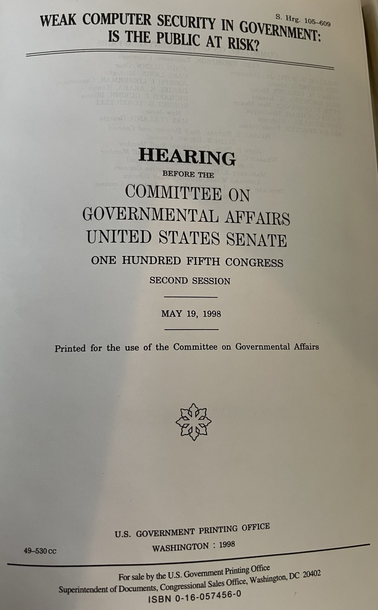 S. Hrg. 105–609
WEAK COMPUTER SECURITY IN GOVERNMENT:
IS THE PUBLIC AT RISK?
HEARING
BEFORE THE
COMMITTEE ON
GOVERNMENTAL AFFAIRS
UNITED STATES SENATE
ONE HUNDRED FIFTH CONGRESS
SECOND SESSION
MAY 19, 1998
Printed for the use of the Committee on Governmental Affairs
U.S. GOVERNMENT PRINTING OFFICE
49–530 CC
WASHINGTON : 1998
For sale by the U.S. Government Printing Office
Superintendent of Documents, Congressional Sales Office, Washington, DC 20402
ISBN 0-16-057456-0